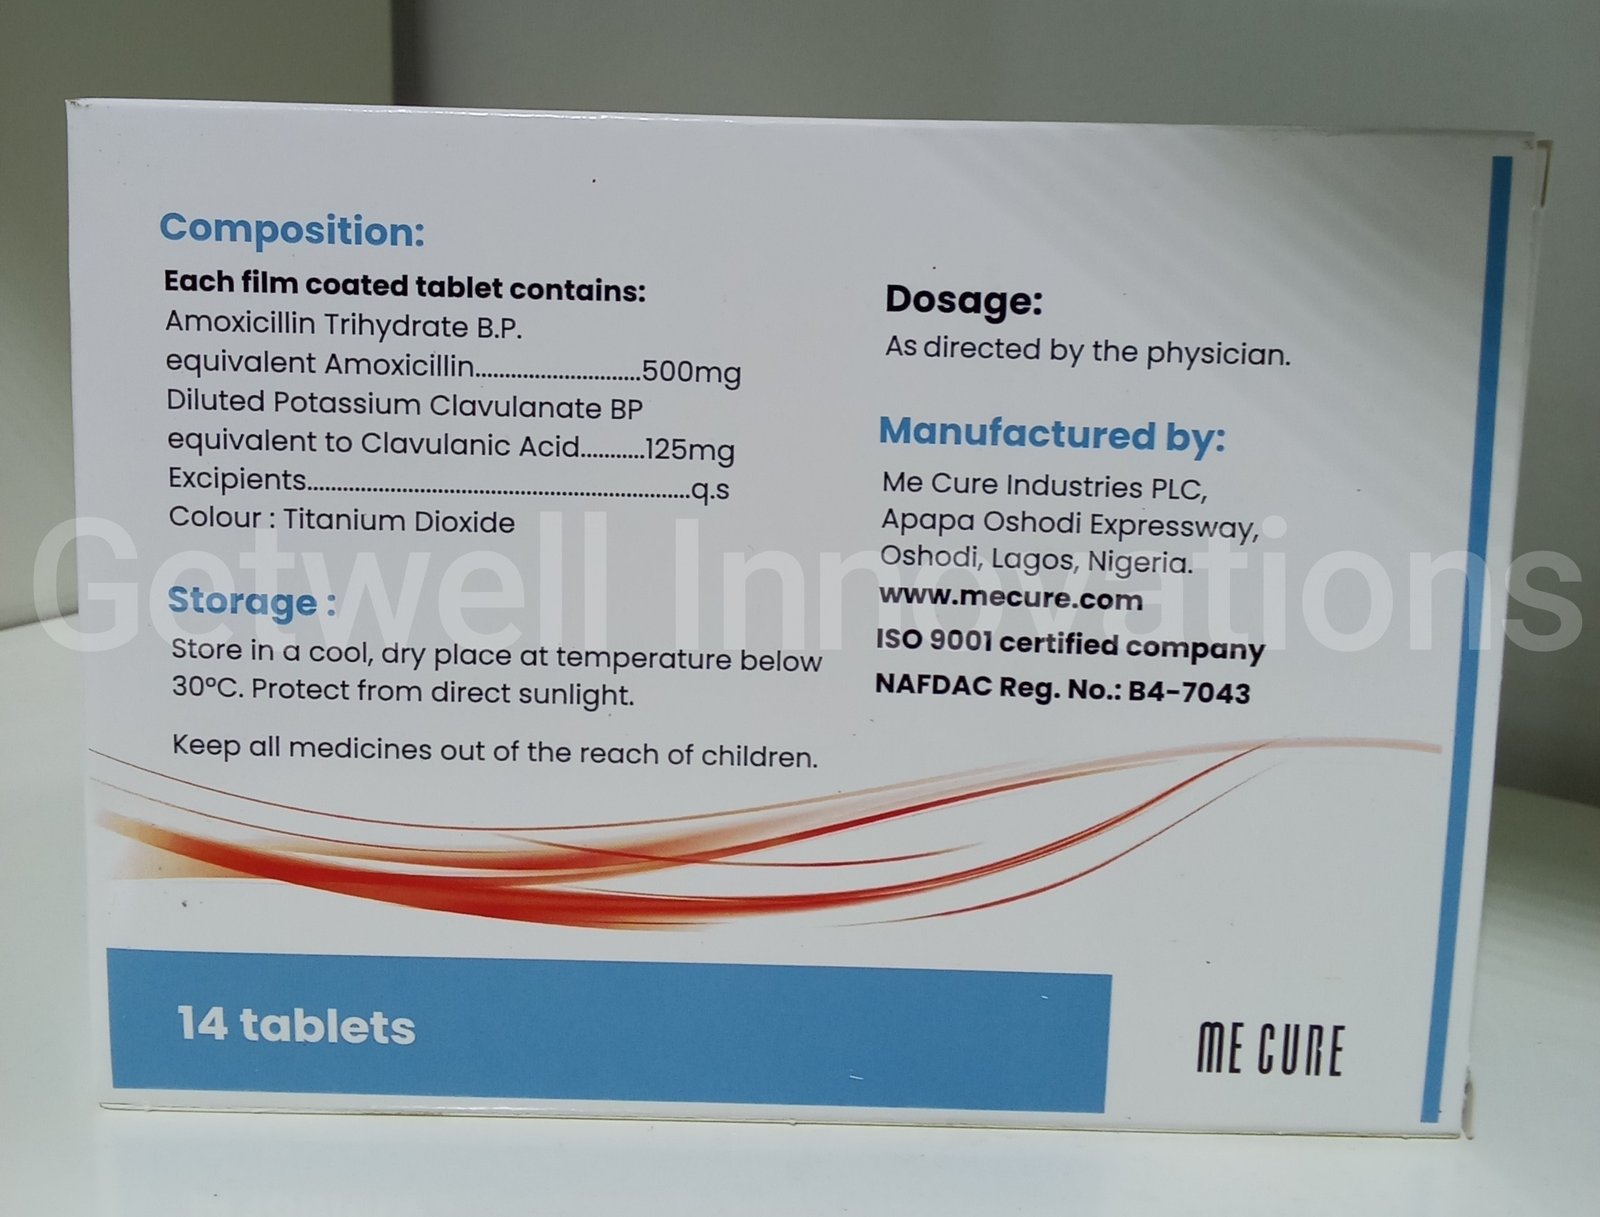 Composition:
Each film coated tablet contains:
Amoxicillin Trihydrate B.P.
equivalent Amoxicillin............................500mg
Diluted Potassium Clavulanate BP
equivalent to Clavulanic Acid...........125mg
Excipients.................................................................q.s
Colour : Titanium Dioxide
Storage :
Store in a cool, dry place at temperature below
30°C. Protect from direct sunlight.
Keep all medicines out of the reach of children.
Dosage:
As directed by the physician.
Manufactured by:
Me Cure Industries PLC,
Apapa Oshodi Expressway,
Oshodi, Lagos, Nigeria.
www.mecure.com
ISO 9001 certified company
NAFDAC Reg. No.: B4-7043
14 tablets
ME CURE
Getwell Innovations